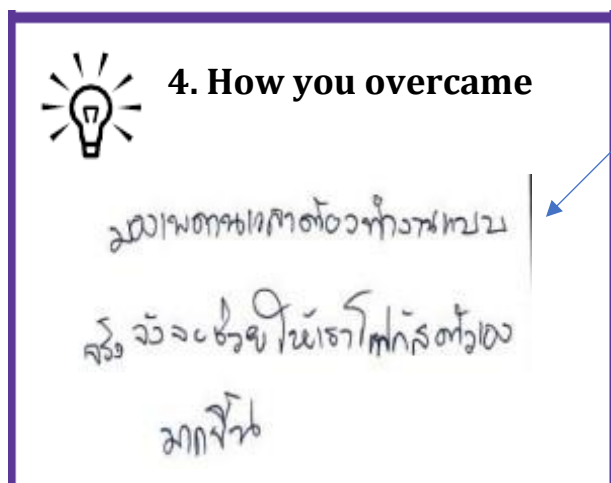 4. How you overcame
มองเพดานเวลาต้องทำงานแบบ
จริง จัง จะช่วยให้เราโฟกัสตัวเอง
มากขึ้น